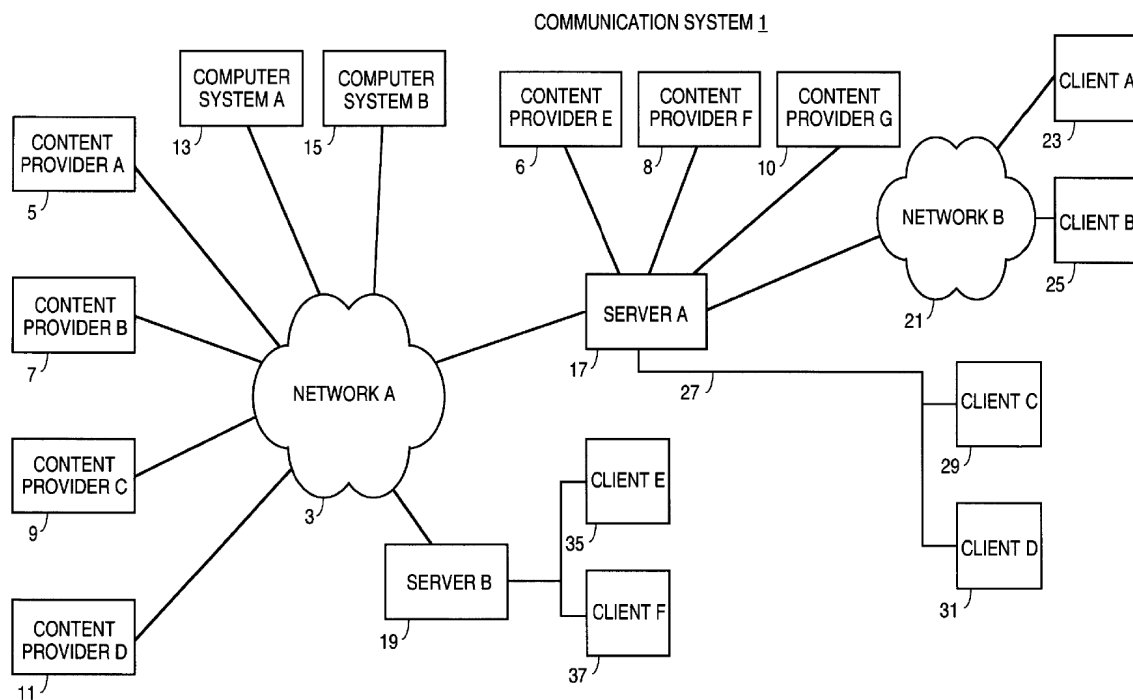 COMMUNICATION SYSTEM 1
COMPUTER
SYSTEM A
13
COMPUTER
SYSTEM B
15
CONTENT
PROVIDER E
6
CONTENT
PROVIDER F
8
CONTENT
PROVIDER G
10
CLIENT A
23
CONTENT
PROVIDER A
5
NETWORK B
21
CLIENT B
25
CONTENT
PROVIDER B
7
SERVER A
17
27
NETWORK A
3
CLIENT C
29
CONTENT
PROVIDER C
9
CLIENT E
35
CLIENT D
31
SERVER B
19
CLIENT F
37
CONTENT
PROVIDER D
11